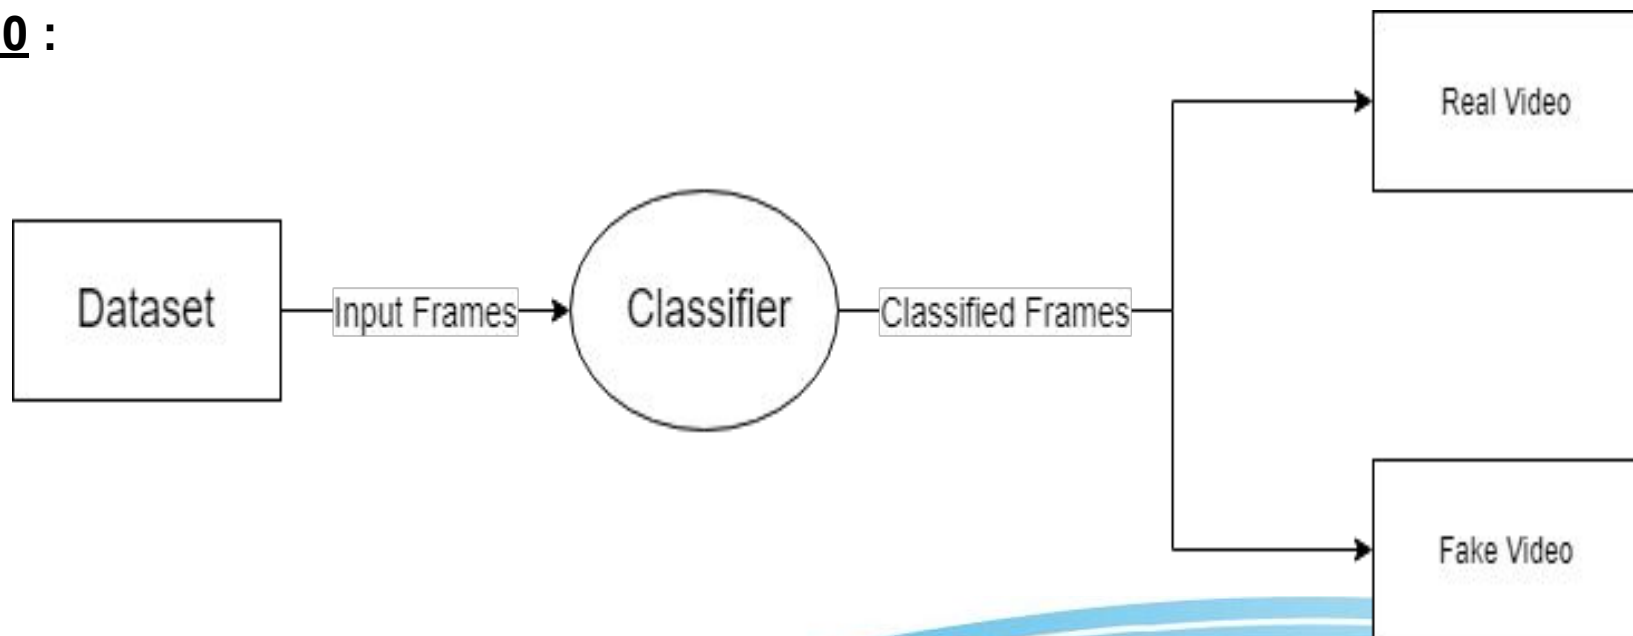 0 :
Real Video
Dataset
Input Frames
Classifier
Classified Frames
Fake Video